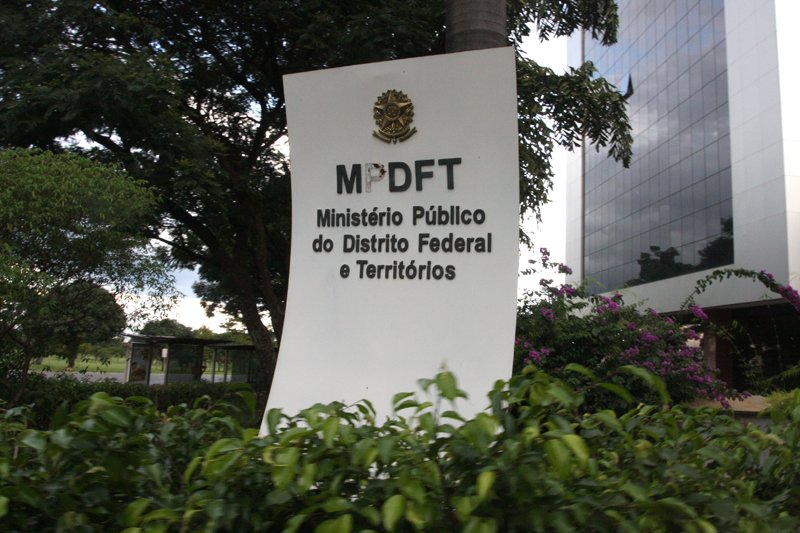 MPDFT
Ministério Público
do Distrito Federal
e Territórios